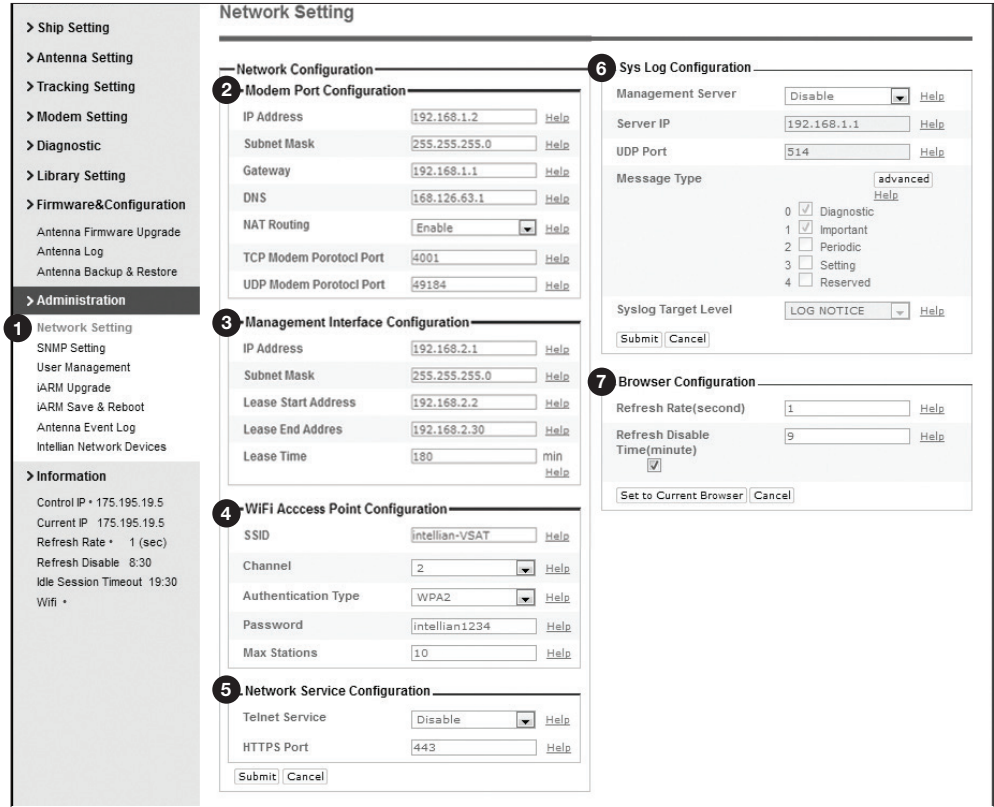 Network Setting
> Ship Setting
> Antenna Setting
> Tracking Setting
> Modem Setting
> Diagnostic
> Library Setting
> Firmware&Configuration
Antenna Firmware Upgrade
Antenna Log
Antenna Backup & Restore
> Administration
1 Network Setting
SNMP Setting
User Management
iARM Upgrade
iARM Save & Reboot
Antenna Event Log
Intellian Network Devices
> Information
Control IP • 175.195.19.5
Current IP 175.195.19.5
Refresh Rate • 1 (sec)
Refresh Disable 8:30
Idle Session Timeout 19:30
Wifi •
Network Configuration
2 Modem Port Configuration
IP Address 192.168.1.2 Help
Subnet Mask 255.255.255.0 Help
Gateway 192.168.1.1 Help
DNS 168.126.63.1 Help
NAT Routing Enable Help
TCP Modem Porotocl Port 4001 Help
UDP Modem Porotocl Port 49184 Help
3 Management Interface Configuration
IP Address 192.168.2.1 Help
Subnet Mask 255.255.255.0 Help
Lease Start Address 192.168.2.2 Help
Lease End Addres 192.168.2.30 Help
Lease Time 180 min
Help
4 WiFi Acccess Point Configuration
SSID intellian-VSAT Help
Channel 2 Help
Authentication Type WPA2 Help
Password intellian1234 Help
Max Stations 10 Help
5 Network Service Configuration
Telnet Service Disable Help
HTTPS Port 443 Help
Submit Cancel
6 Sys Log Configuration
Management Server Disable Help
Server IP 192.168.1.1 Help
UDP Port 514 Help
Message Type advanced
Help
0 Diagnostic
1 Important
2 Periodic
3 Setting
4 Reserved
Syslog Target Level LOG NOTICE Help
Submit Cancel
7 Browser Configuration
Refresh Rate(second) 1 Help
Refresh Disable 9 Help
Time(minute)
Set to Current Browser Cancel